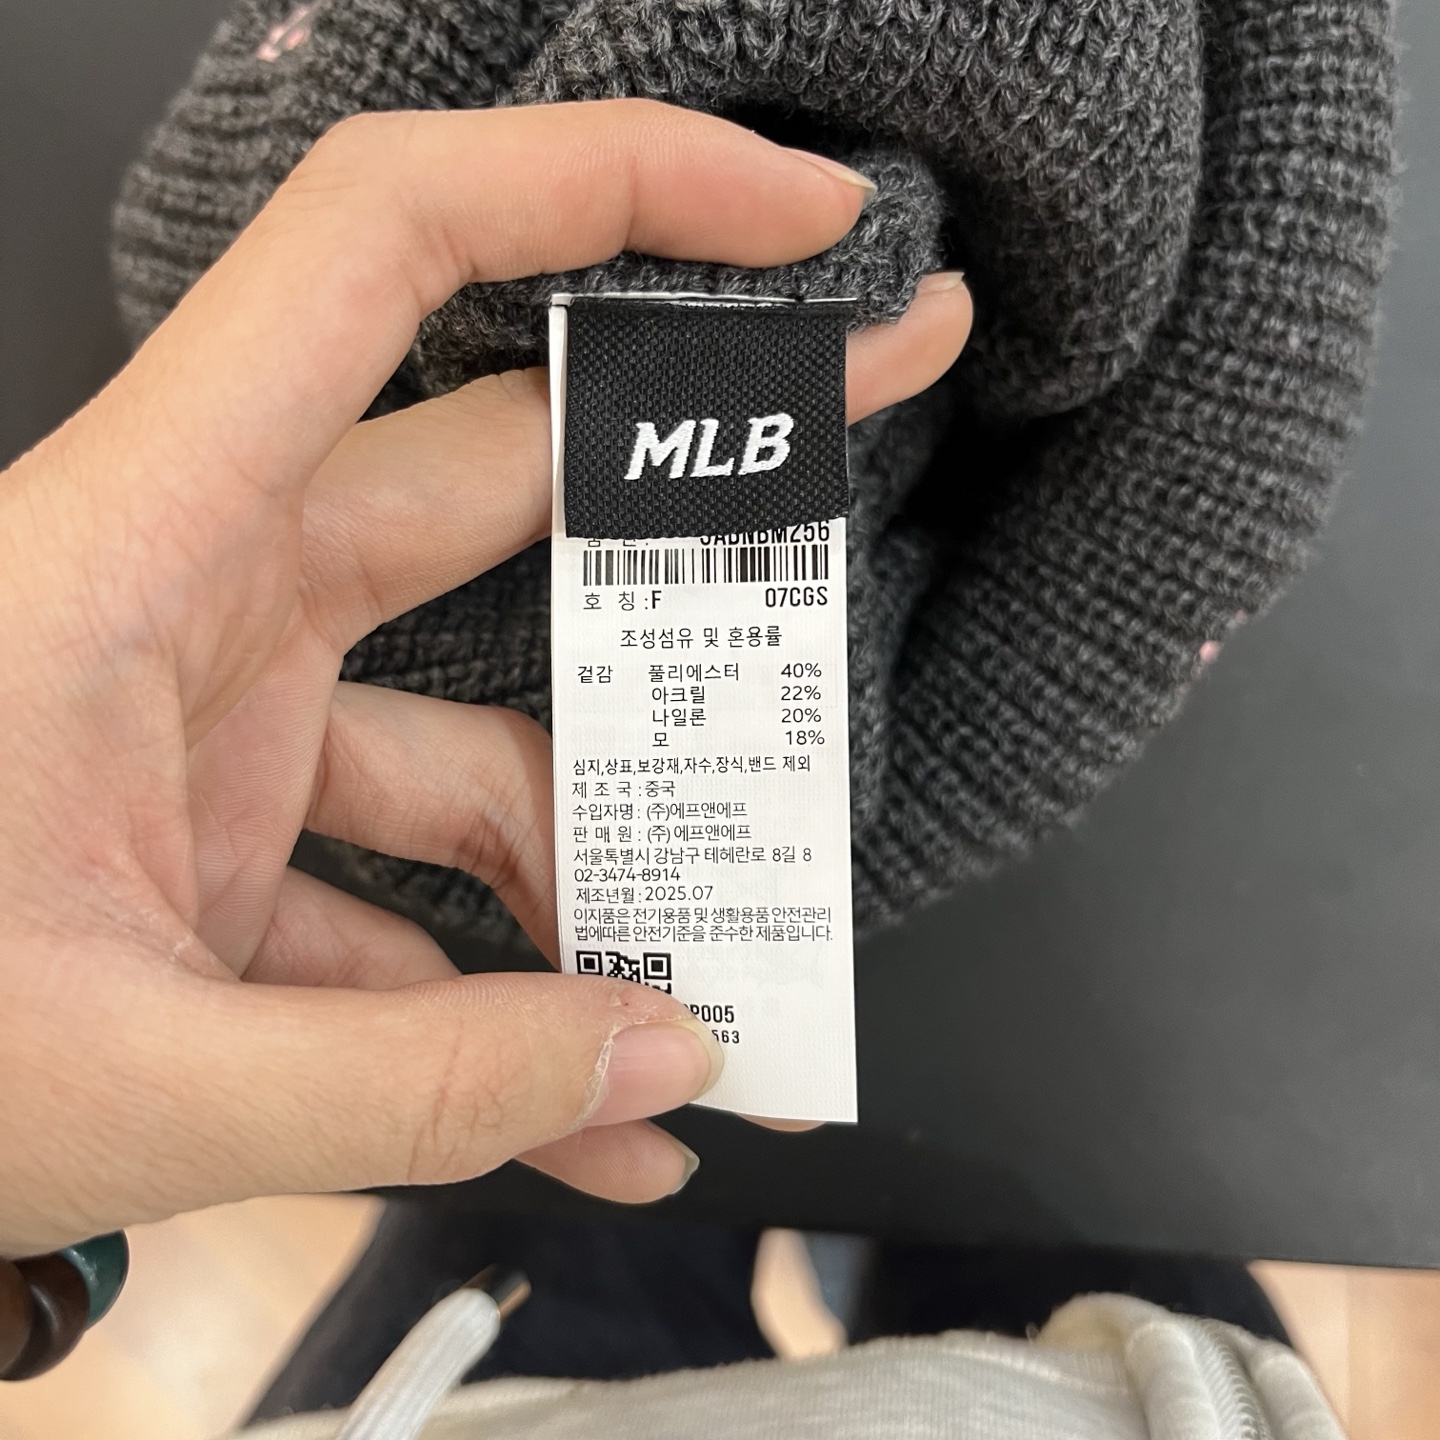 MLB
호 칭 : F 07CGS
조성섬유 및 혼용률
겉감 풀리에스터 40%
아크릴 22%
나일론 20%
모 18%
심지,상표,보강재,자수,장식,밴드 제외
제 조 국 : 중국
수입자명 : (주)에프앤에프
판 매 원 : (주)에프앤에프
서울특별시 강남구 테헤란로 8길 8
02-3474-8914
제조년월 : 2025.07
이지품은 전기용품 및 생활용품 안전관리
법에따른 안전기준을 준수한 제품입니다.